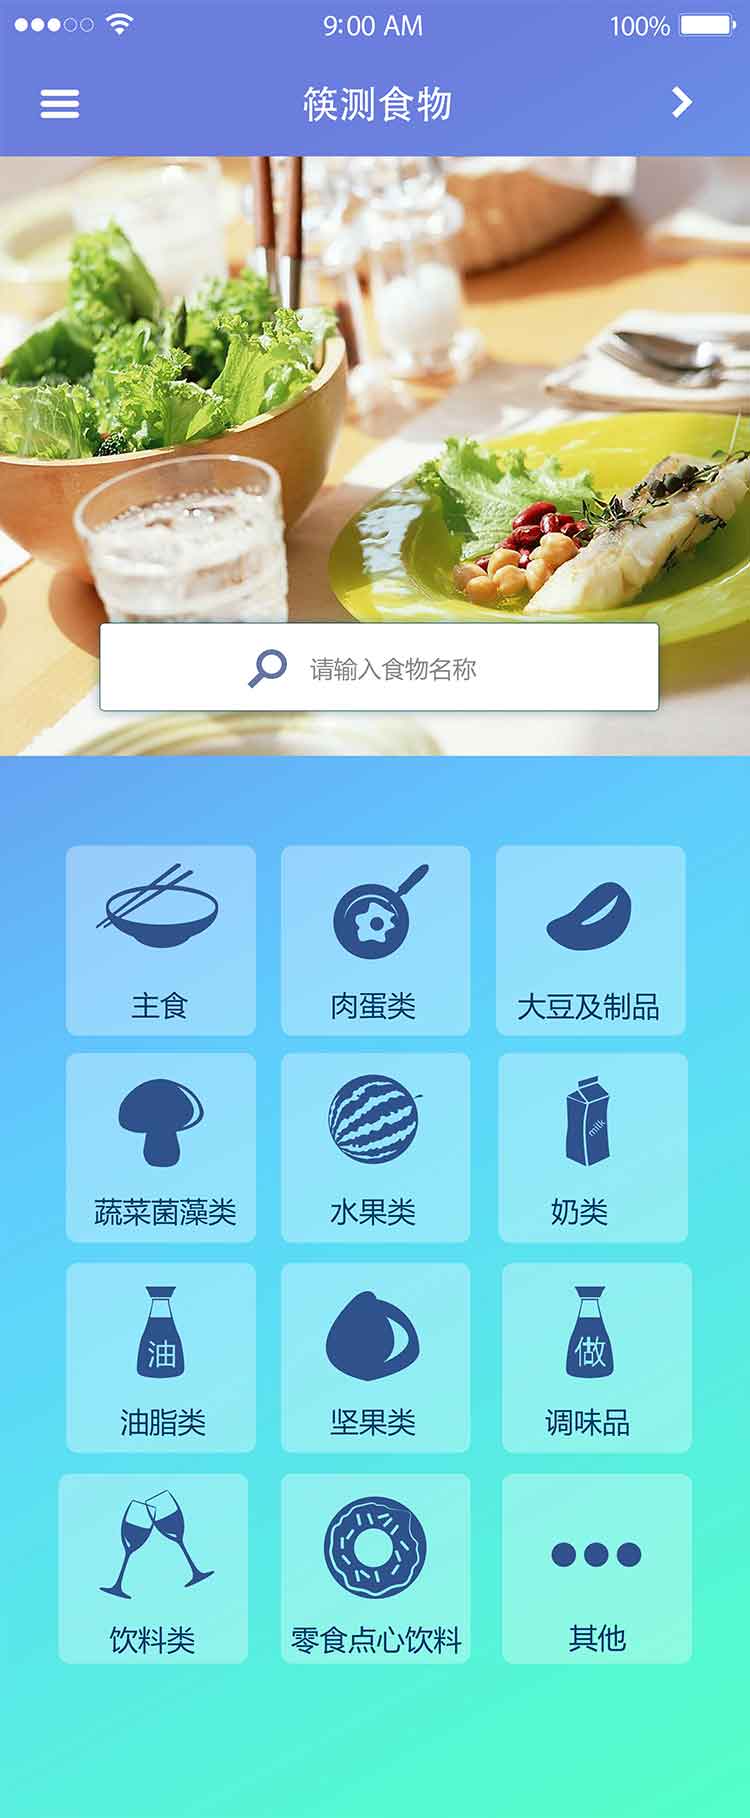 9:00 AM
100%
筷测食物
请输入食物名称
主食
肉蛋类
大豆及制品
蔬菜菌藻类
水果类
milk
奶类
油
油脂类
坚果类
做
调味品
饮料类
零食点心饮料
其他